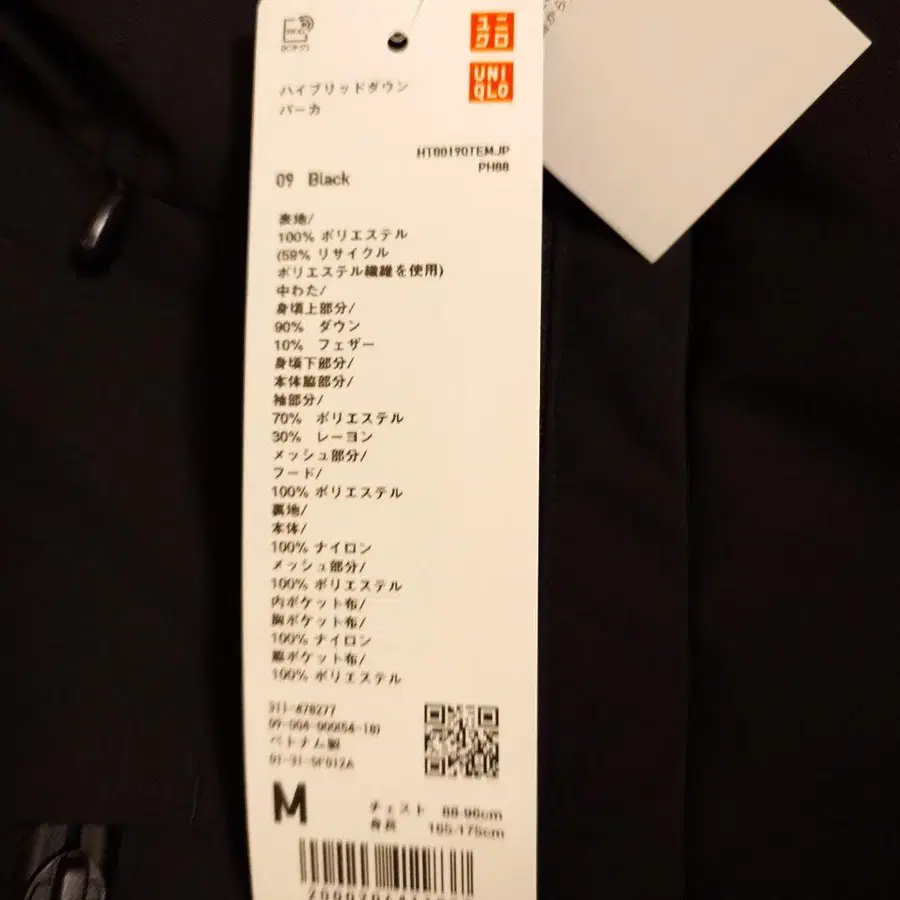 ユニ
クロ
UNI
QLO
ハイブリッドダウン
パーカ
HT00190TEMJP
PH88
09 Black
表地/
100% ポリエステル
(59% リサイクル
ポリエステル繊維を使用)
中わた/
身頃上部分/
90% ダウン
10% フェザー
身頃下部分/
本体脇部分/
袖部分/
70% ポリエステル
30% レーヨン
メッシュ部分/
フード/
100% ポリエステル
裏地/
本体/
100% ナイロン
メッシュ部分/
100% ポリエステル
内ポケット布/
胸ポケット布/
100% ナイロン
脇ポケット布/
100% ポリエステル
311-478277
09-004-000(54-18)
ベトナム製
M
チェスト 88-96cm
身長 165-175cm